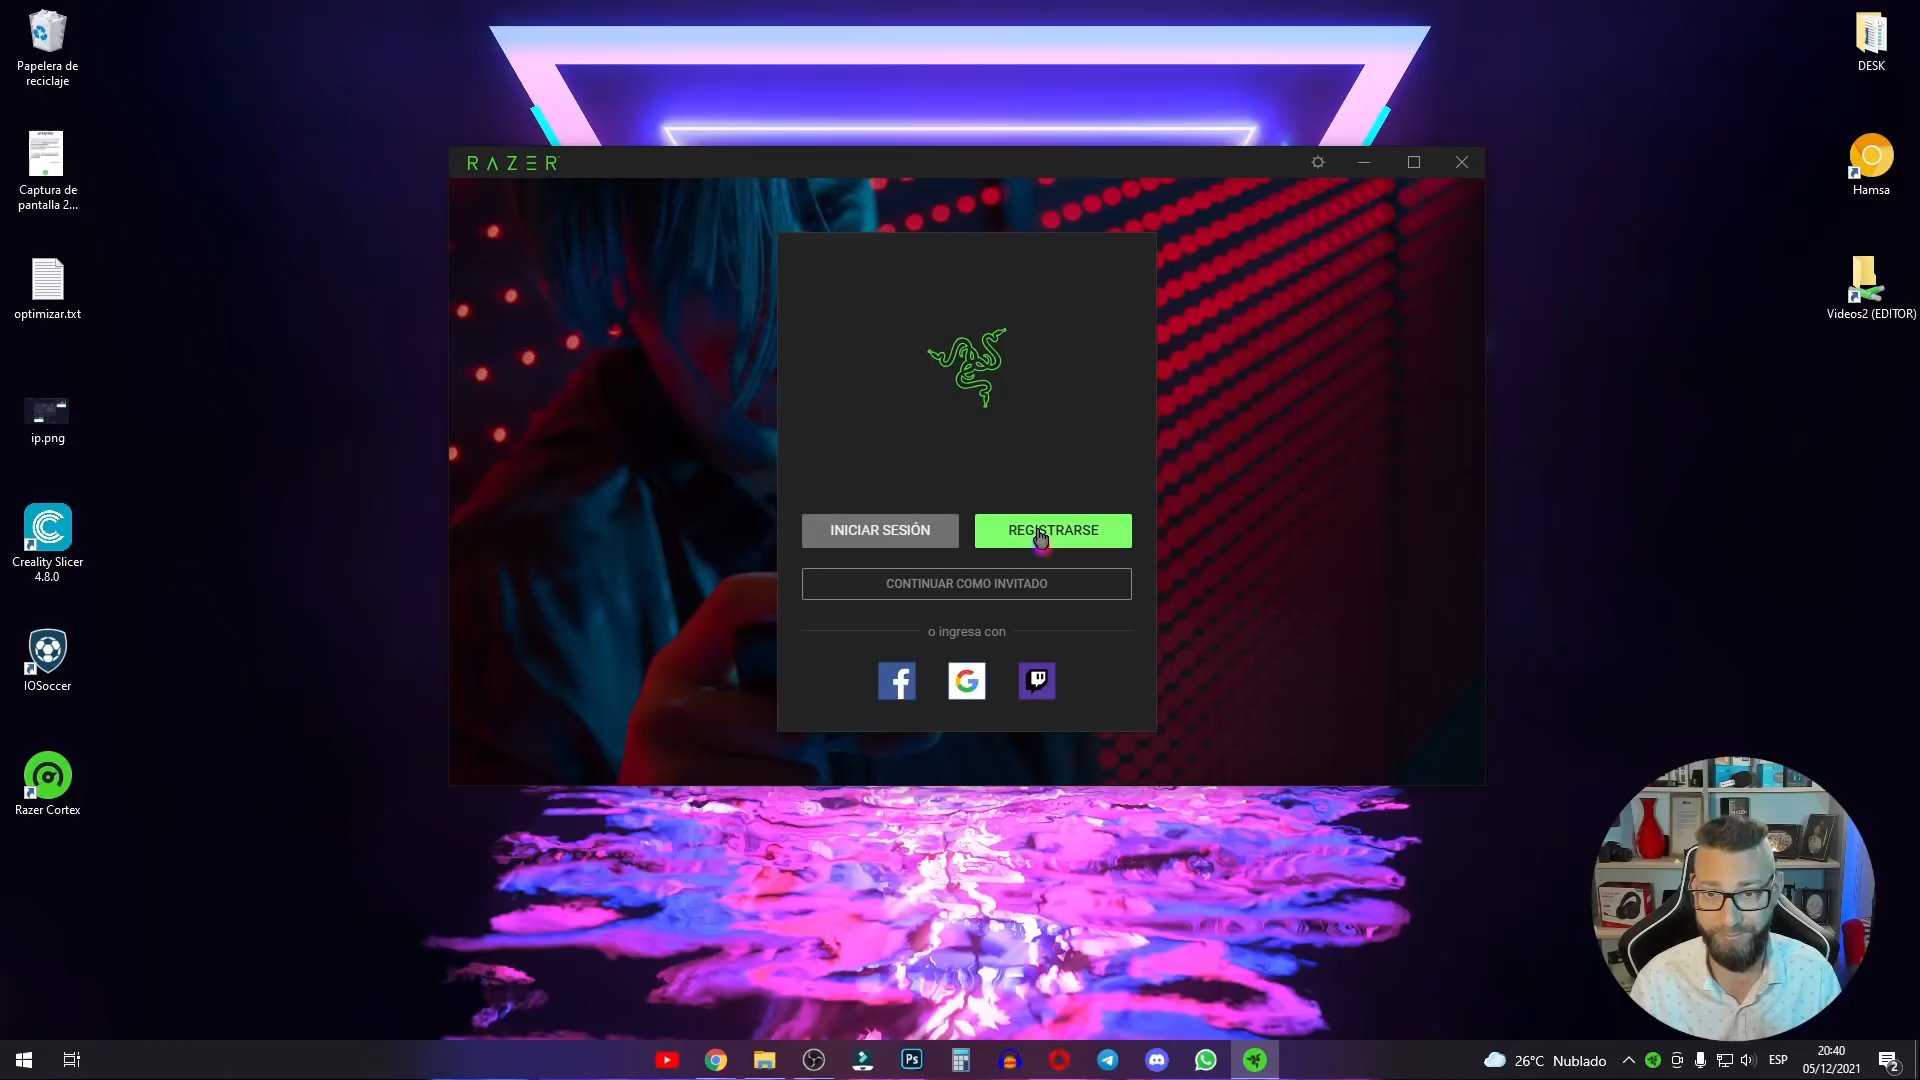 Papelera de
reciclaje
Captura de
pantalla 2...
optimizar.txt
ip.png
Creality Slicer
4.8.0
IOSoccer
Razer Cortex
DESK
Hamsa
Videos2 (EDITOR)
RAZER
INICIAR SESIÓN
REGISTRARSE
CONTINUAR COMO INVITADO
o ingresa con
Ps
26°C Nublado
ESP
20:40
05/12/2021
2